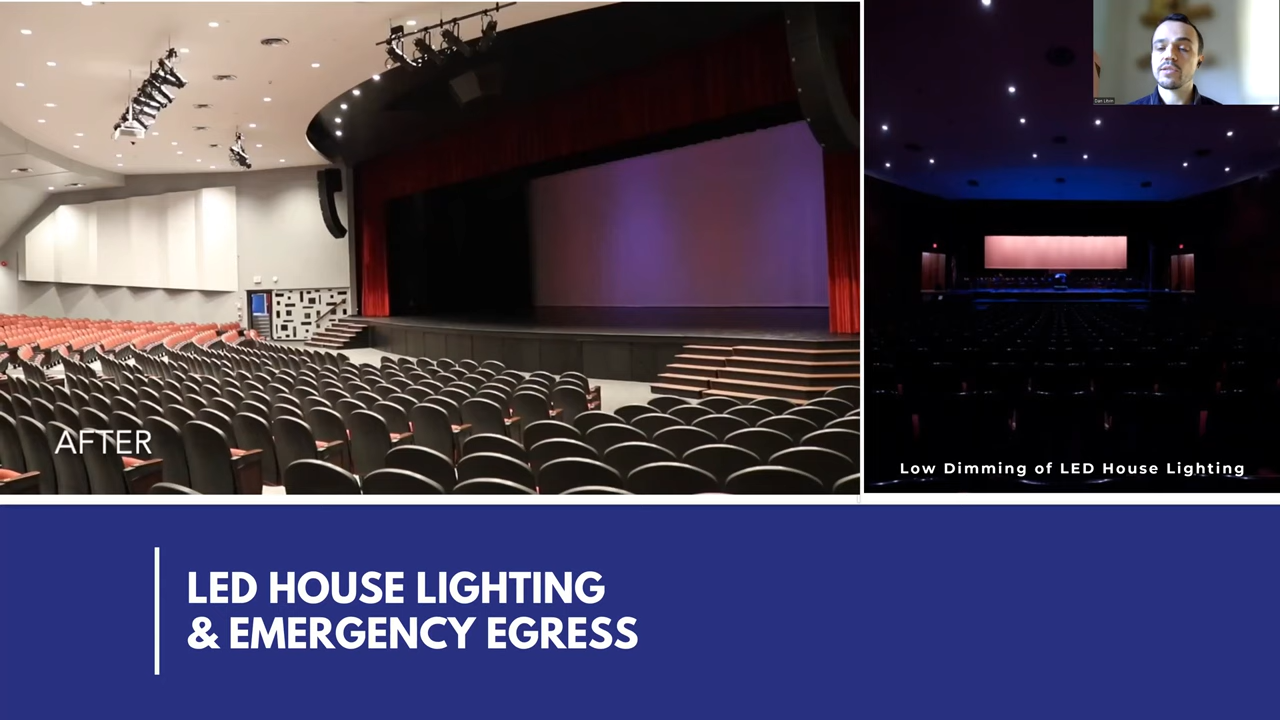 AFTER
Low Dimming of LED House Lighting
LED HOUSE LIGHTING
& EMERGENCY EGRESS